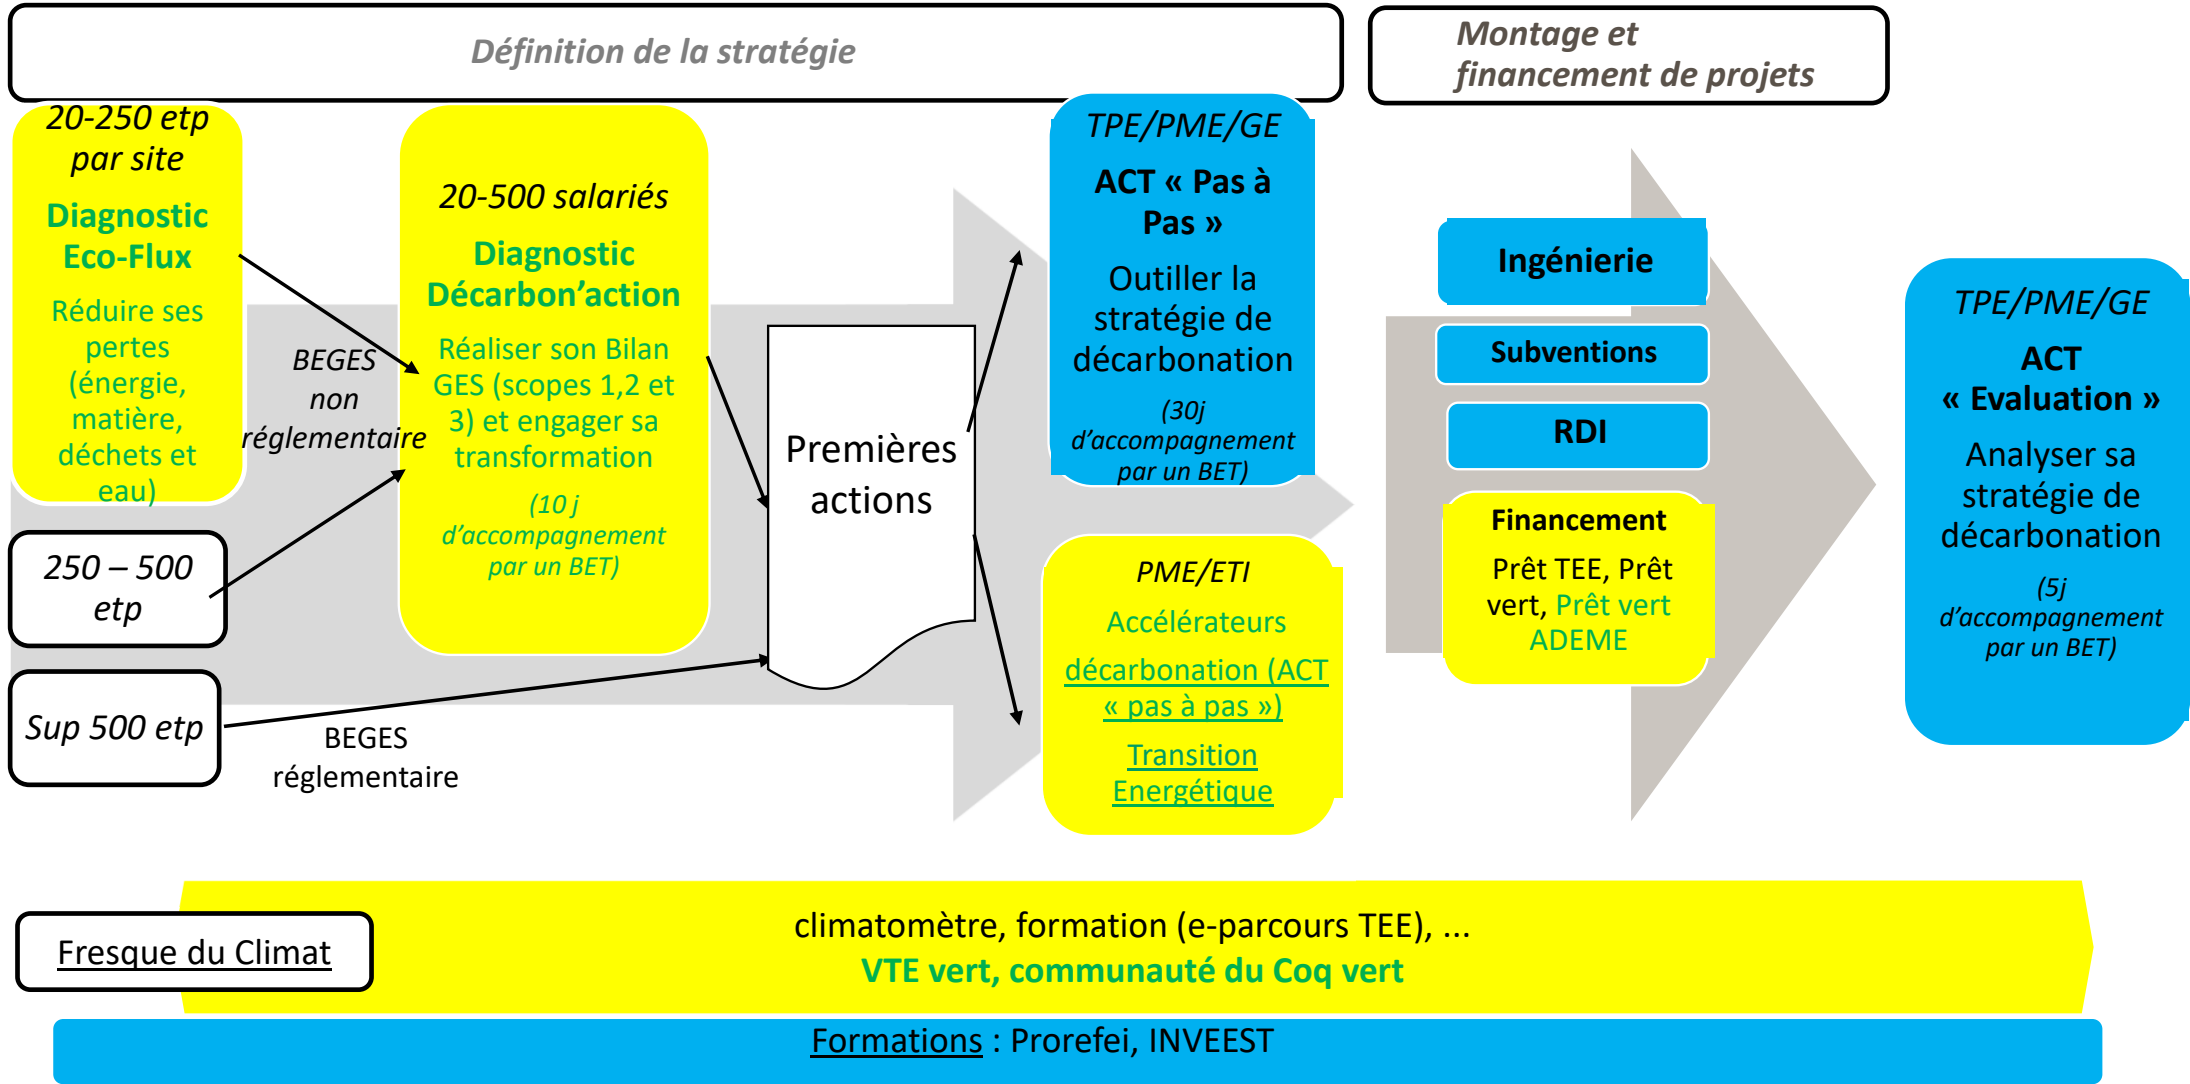 Définition de la stratégie
Montage et
financement de projets
20-250 etp
par site
Diagnostic
Eco-Flux
Réduire ses
pertes
(énergie,
matière,
déchets et
eau)
250 – 500
etp
Sup 500 etp
BEGES
non
réglementaire
BEGES
réglementaire
20-500 salariés
Diagnostic
Décarbon’action
Réaliser son Bilan
GES (scopes 1,2 et
3) et engager sa
transformation
(10 j
d’accompagnement
par un BET)
Premières
actions
TPE/PME/GE
ACT « Pas à
Pas »
Outiller la
stratégie de
décarbonation
(30j
d’accompagnement
par un BET)
PME/ETI
Accélérateurs
décarbonation (ACT
« pas à pas »)
Transition
Energétique
Ingénierie
Subventions
RDI
Financement
Prêt TEE, Prêt
vert, Prêt vert
ADEME
TPE/PME/GE
ACT
« Evaluation »
Analyser sa
stratégie de
décarbonation
(5j
d’accompagnement
par un BET)
Fresque du Climat
climatomètre, formation (e-parcours TEE), ...
VTE vert, communauté du Coq vert
Formations : Prorefei, INVEEST